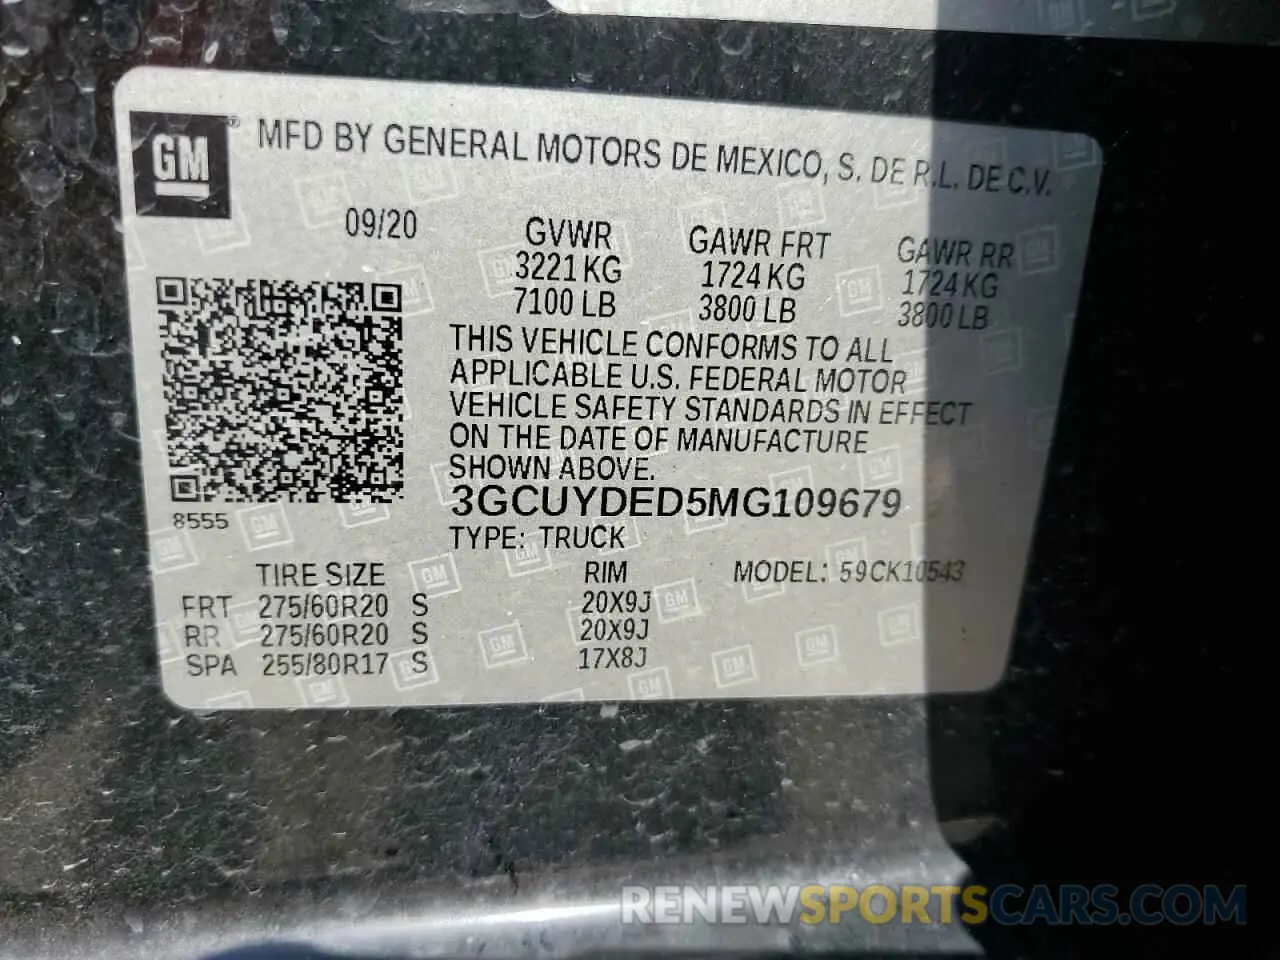 GM ® MFD BY GENERAL MOTORS DE MEXICO, S. DE R.L. DE C.V.
09/20 GVWR GAWR FRT GAWR RR
3221 KG 1724 KG 1724 KG
7100 LB 3800 LB 3800 LB
THIS VEHICLE CONFORMS TO ALL
APPLICABLE U.S. FEDERAL MOTOR
VEHICLE SAFETY STANDARDS IN EFFECT
ON THE DATE OF MANUFACTURE
SHOWN ABOVE.
3GCUYDED5MG109679
8555
TYPE: TRUCK
TIRE SIZE RIM MODEL: 59CK10543
FRT 275/60R20 S 20X9J
RR 275/60R20 S 20X9J
SPA 255/80R17 S 17X8J
RENEWSPORTSCARS.COM